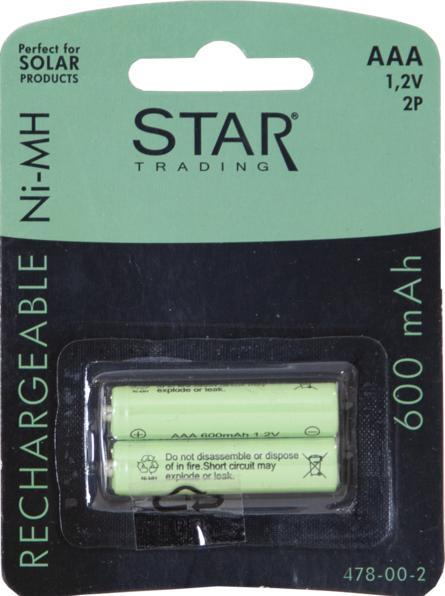 Perfect for
SOLAR
PRODUCTS
AAA
1,2V
2P
STAR®
TRADING
RECHARGEABLE Ni-MH
600 mAh
explode or leak.
AAA 600mAh 1.2V
Do not disassemble or dispose
of in fire.Short circuit may
explode or leak.
Ni-MH
478-00-2